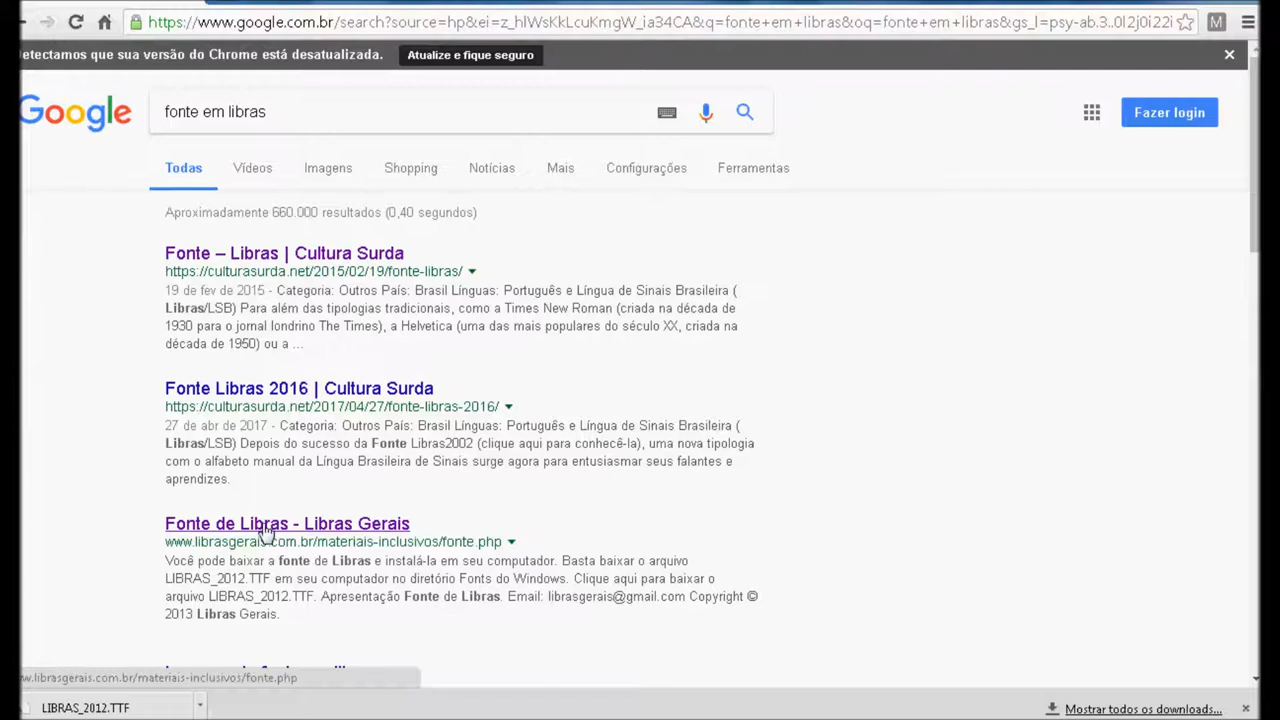 https://www.google.com.br/search?source=hp&ei=z_hlWsKkLcuKmgW_ia34CA&q=fonte+em+libras&oq=fonte+em+libras&gs_l=psy-ab.3..0l2j0i22i
M
etectamos que sua versão do Chrome está desatualizada.
Atualize e fique seguro
Google
fonte em libras
Fazer login
Todas Vídeos Imagens Shopping Notícias Mais Configurações Ferramentas
Aproximadamente 660.000 resultados (0,40 segundos)
Fonte – Libras | Cultura Surda
https://culturasurda.net/2015/02/19/fonte-libras/
19 de fev de 2015 - Categoria: Outros País: Brasil Línguas: Português e Língua de Sinais Brasileira (
Libras/LSB) Para além das tipologias tradicionais, como a Times New Roman (criada na década de
1930 para o jornal londrino The Times), a Helvetica (uma das mais populares do século XX, criada na
década de 1950) ou a ...
Fonte Libras 2016 | Cultura Surda
https://culturasurda.net/2017/04/27/fonte-libras-2016/
27 de abr de 2017 - Categoria: Outros País: Brasil Línguas: Português e Língua de Sinais Brasileira (
Libras/LSB) Depois do sucesso da Fonte Libras2002 (clique aqui para conhecê-la), uma nova tipologia
com o alfabeto manual da Língua Brasileira de Sinais surge agora para entusiasmar seus falantes e
aprendizes.
Fonte de Libras - Libras Gerais
www.librasgerais.com.br/materiais-inclusivos/fonte.php
Você pode baixar a fonte de Libras e instalá-la em seu computador. Basta baixar o arquivo
LIBRAS_2012.TTF em seu computador no diretório Fonts do Windows. Clique aqui para baixar o
arquivo LIBRAS_2012.TTF. Apresentação Fonte de Libras. Email: librasgerais@gmail.com Copyright ©
2013 Libras Gerais.
w.librasgerais.com.br/materiais-inclusivos/fonte.php
LIBRAS_2012.TTF
Mostrar todos os downloads...